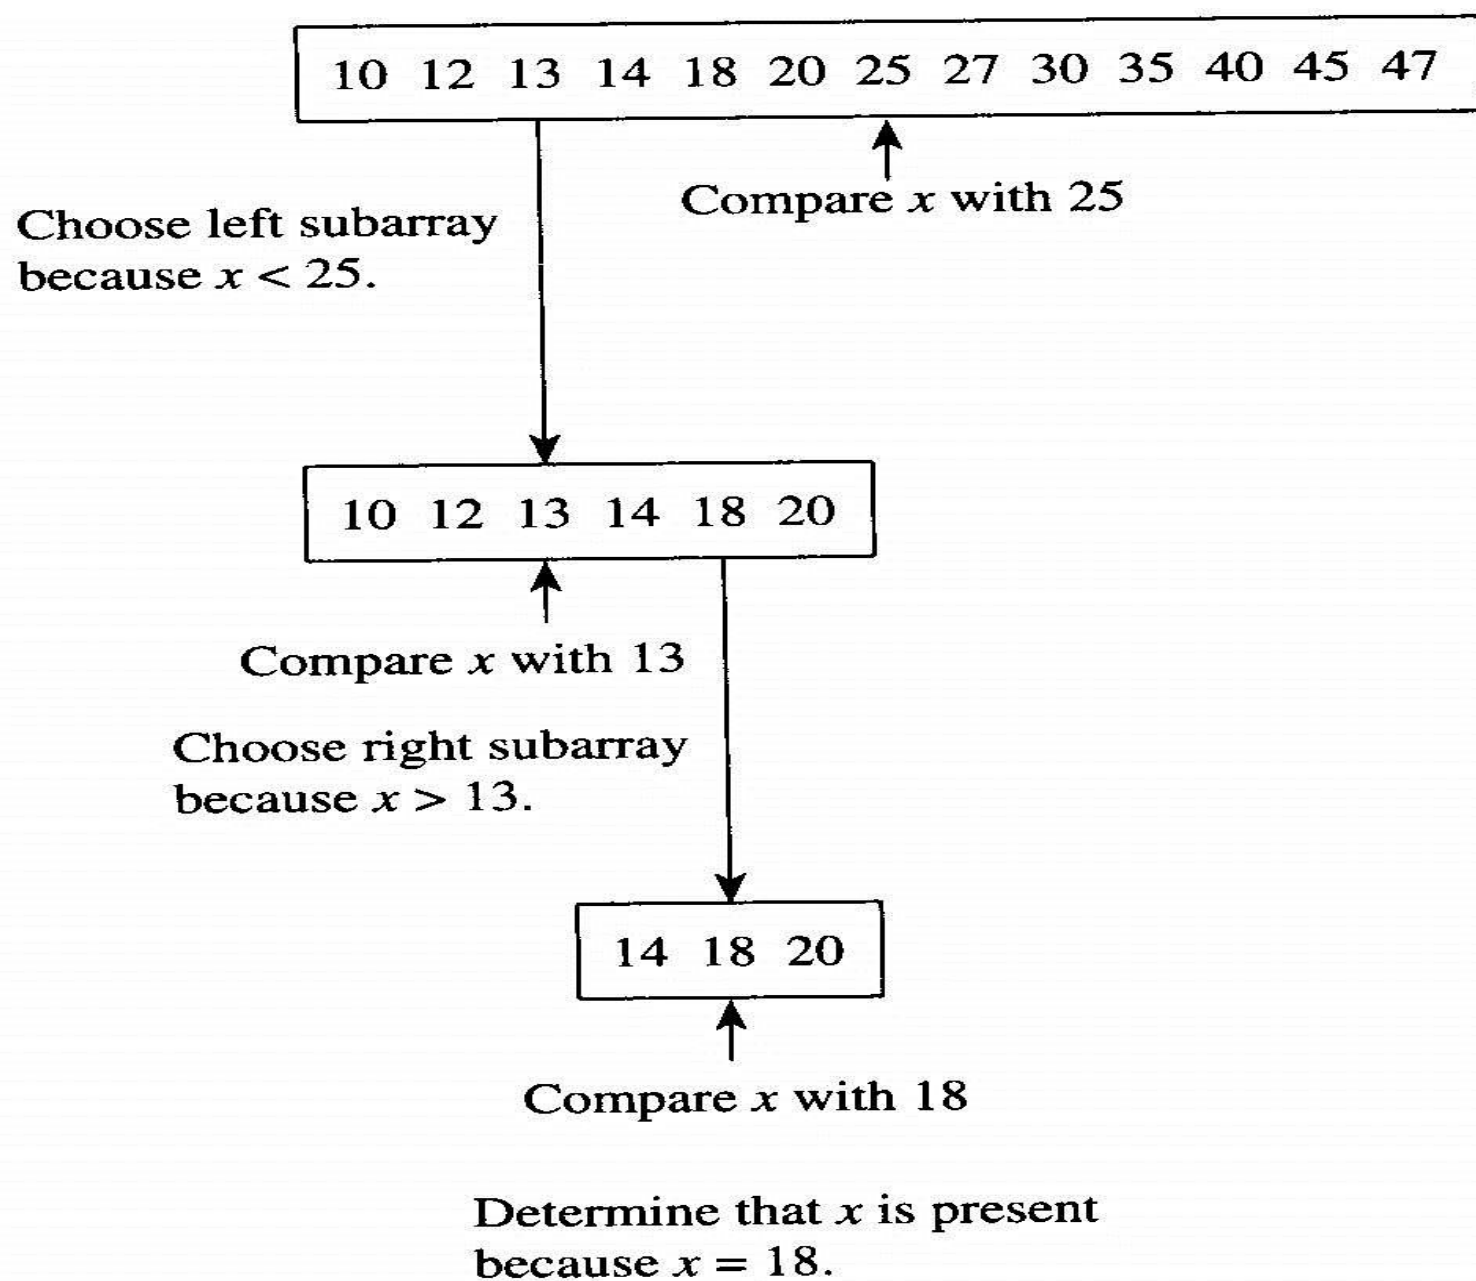 10 12 13 14 18 20 25 27 30 35 40 45 47
Compare x with 25
Choose left subarray
because x < 25.
10 12 13 14 18 20
Compare x with 13
Choose right subarray
because x > 13.
14 18 20
Compare x with 18
Determine that x is present
because x = 18.